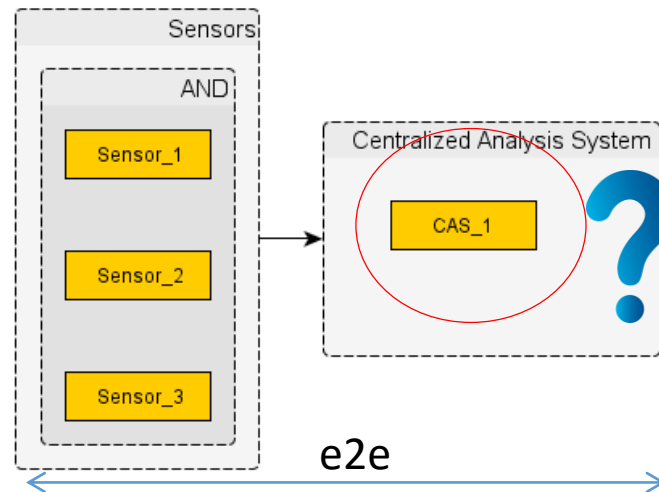 Sensors
AND
Sensor_1
Sensor_2
Sensor_3
Centralized Analysis System
CAS_1
?
e2e